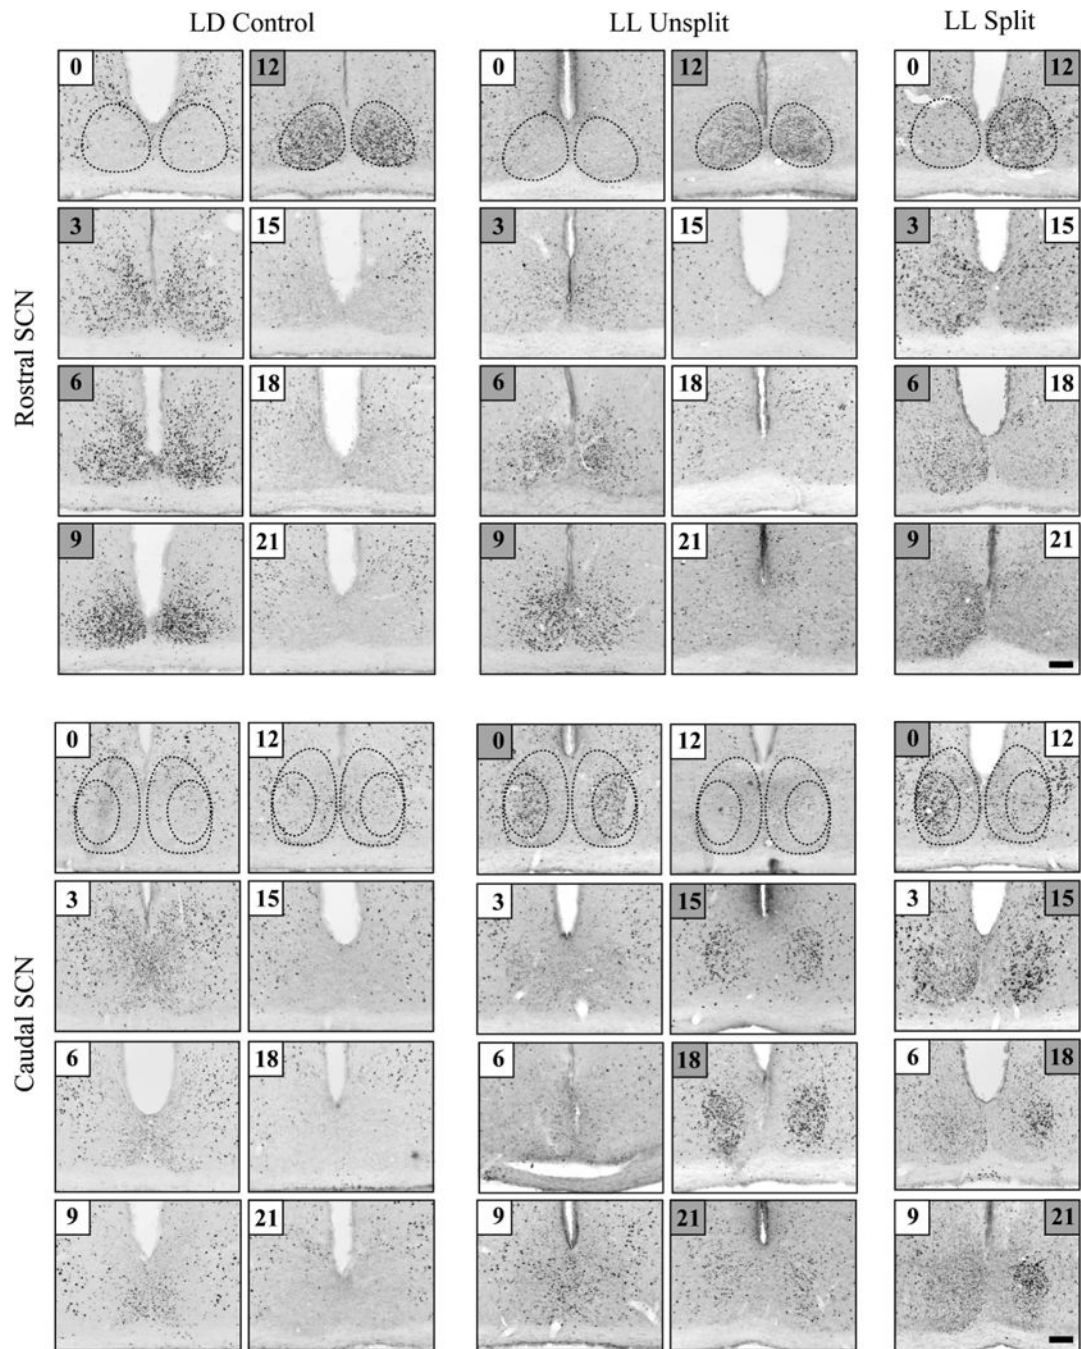 LD Control LL Unsplit LL Split
Rostral SCN
0 12 0 12 0 12
3 15 3 15 3 15
6 18 6 18 6 18
9 21 9 21 9 21
Caudal SCN
0 12 0 12 0 12
3 15 3 15 3 15
6 18 6 18 6 18
9 21 9 21 9 21